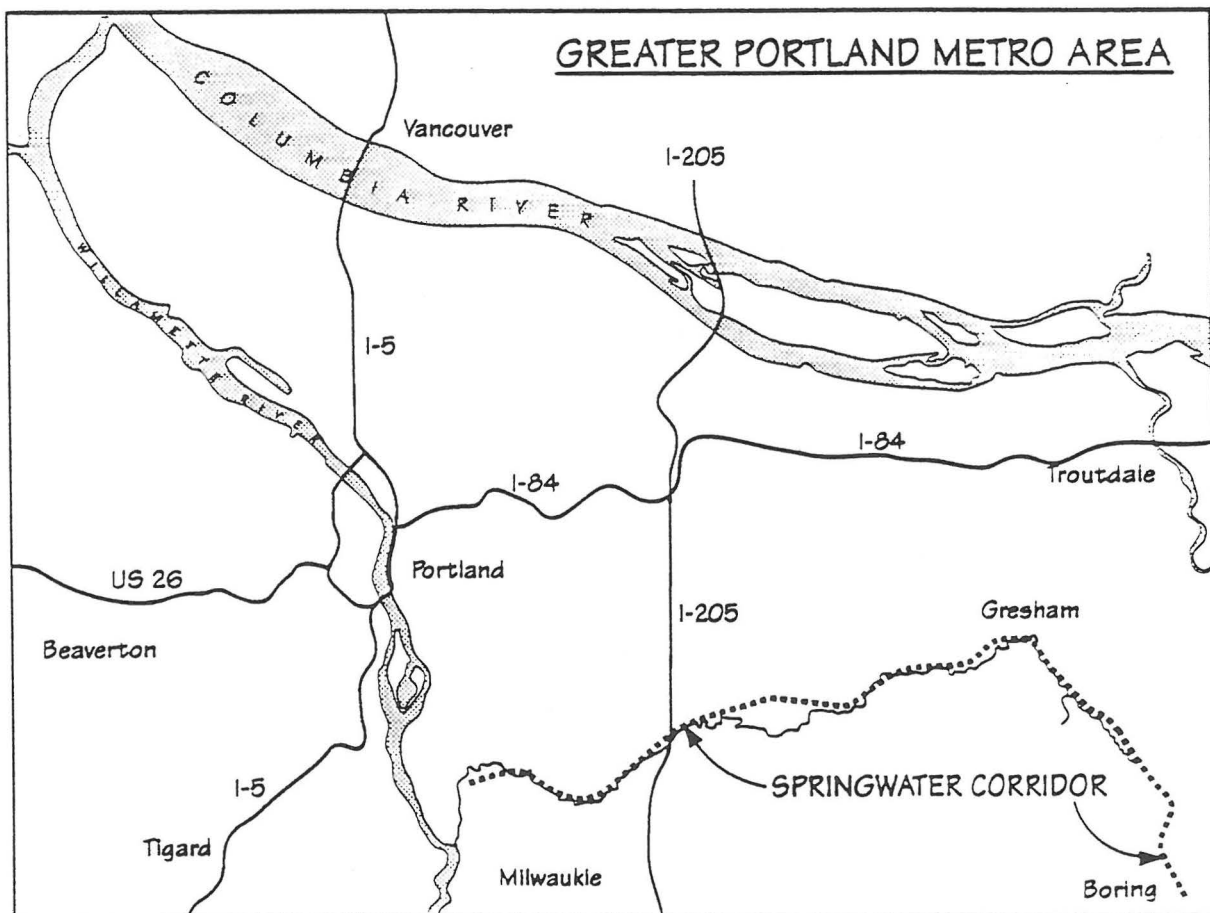 GREATER PORTLAND METRO AREA
COLUMBIA RIVER
Vancouver
I-205
WILLAMETTE RIVER
I-5
I-84
I-84
Troutdale
US 26
Portland
Gresham
I-205
Beaverton
SPRINGWATER CORRIDOR
I-5
Tigard
Milwaukie
Boring